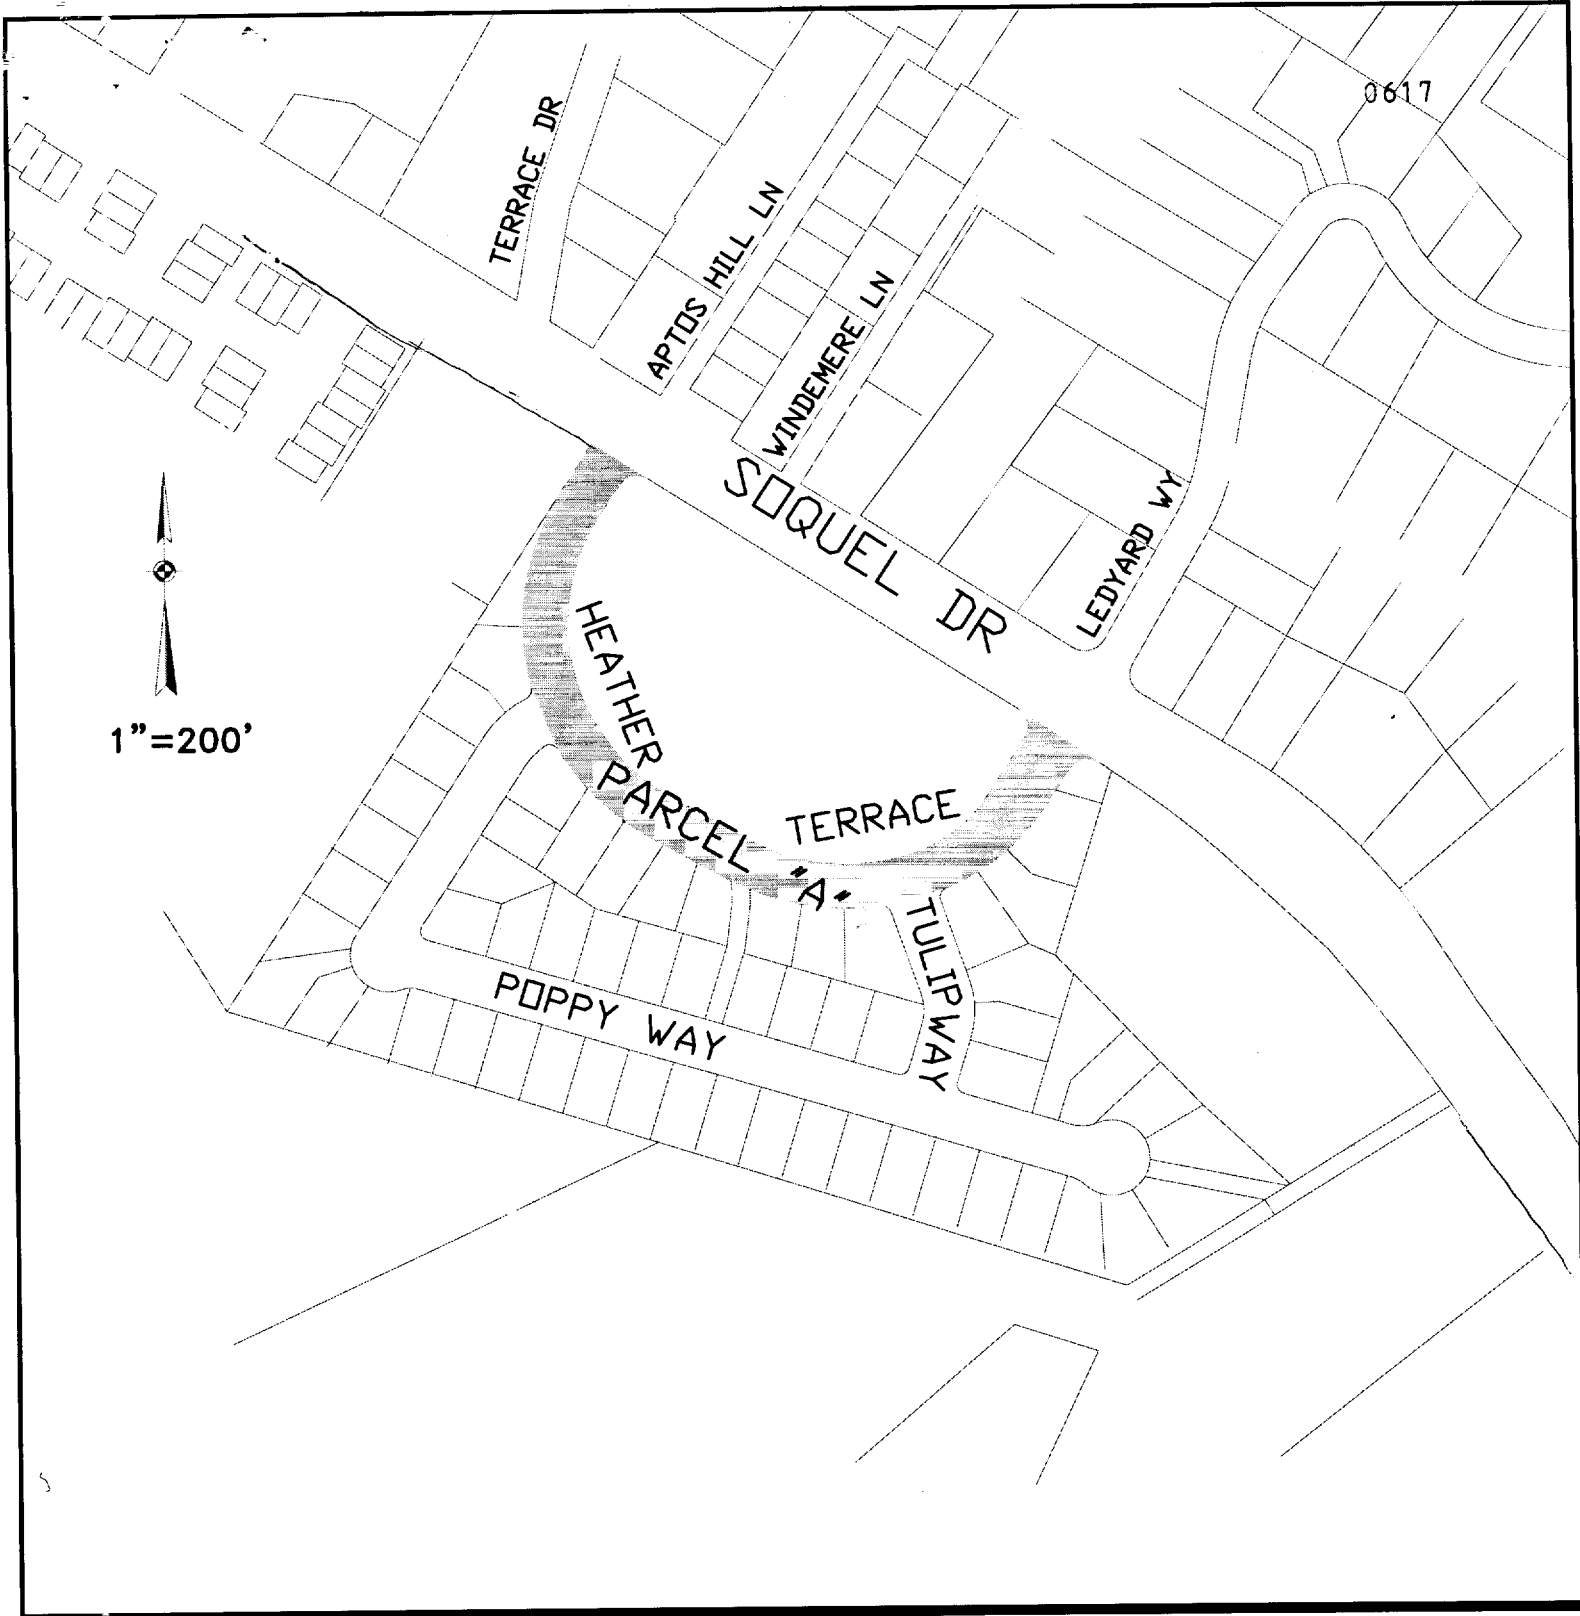 0617
TERRACE DR
APTOS HILL LN
WINDEMERE LN
SOQUEL DR
LEDYARD WY
1"=200'
HEATHER
TERRACE
PARCEL "A"
TULIP WAY
POPPY WAY